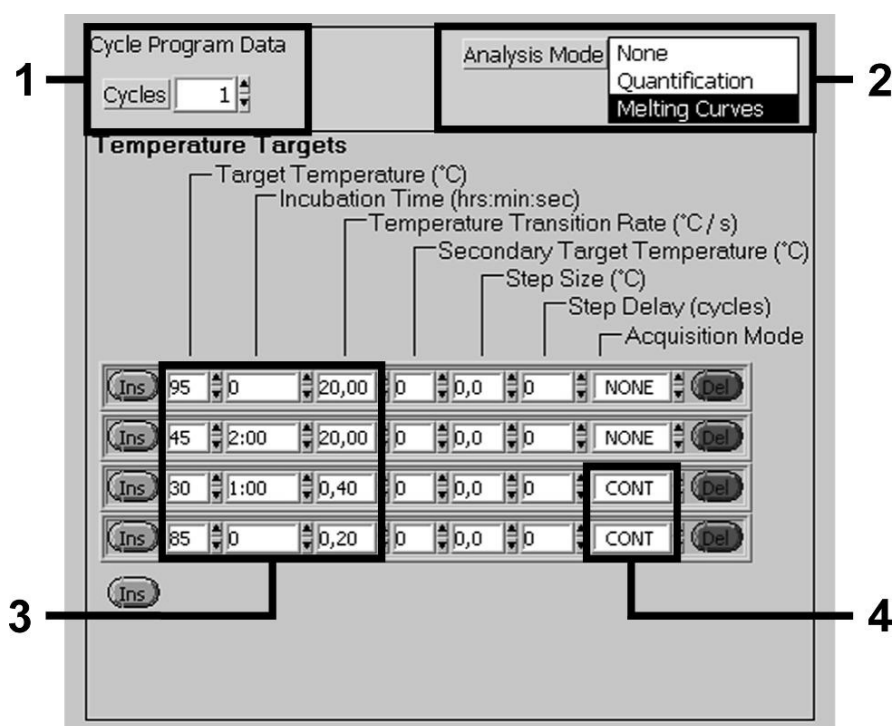 Cycle Program Data
Analysis Mode None
Quantification
Melting Curves
1
Cycles 1
2
Temperature Targets
Target Temperature (°C)
Incubation Time (hrs:min:sec)
Temperature Transition Rate (°C / s)
Secondary Target Temperature (°C)
Step Size (°C)
Step Delay (cycles)
Acquisition Mode
Ins 95 0 20,00 0 0,0 0 NONE Del
Ins 45 2:00 20,00 0 0,0 0 NONE Del
Ins 30 1:00 0,40 0 0,0 0 CONT Del
Ins 85 0 0,20 0 0,0 0 CONT Del
Ins
3
4